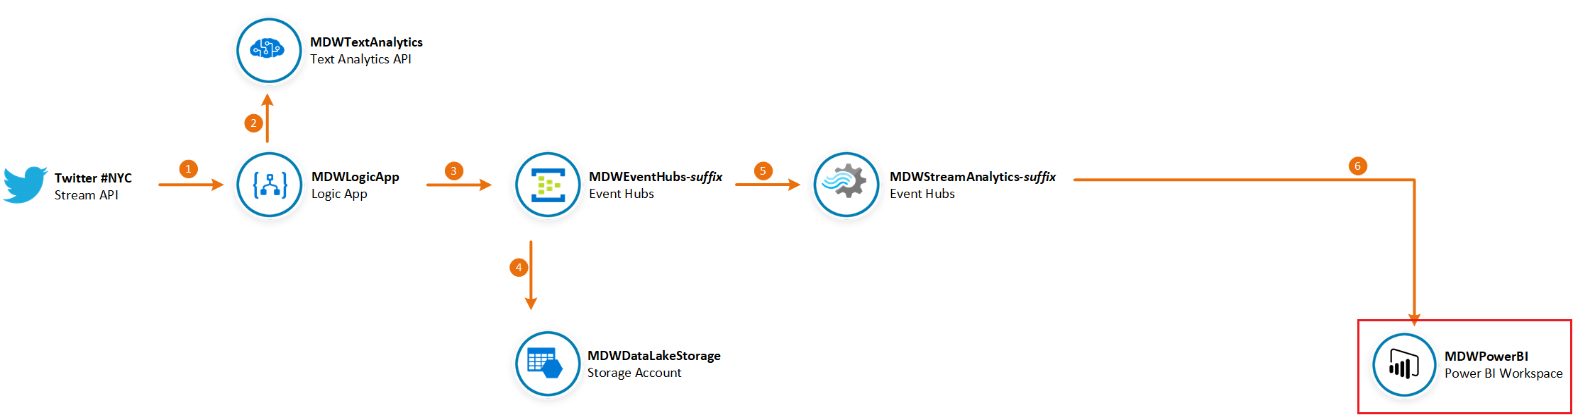 MDWTextAnalytics
Text Analytics API
2
1
Twitter #NYC
Stream API
MDWLogicApp
Logic App
3
MDWEventHubs-suffix
Event Hubs
5
MDWStreamAnalytics-suffix
Event Hubs
6
4
MDWDataLakeStorage
Storage Account
MDWPowerBI
Power BI Workspace